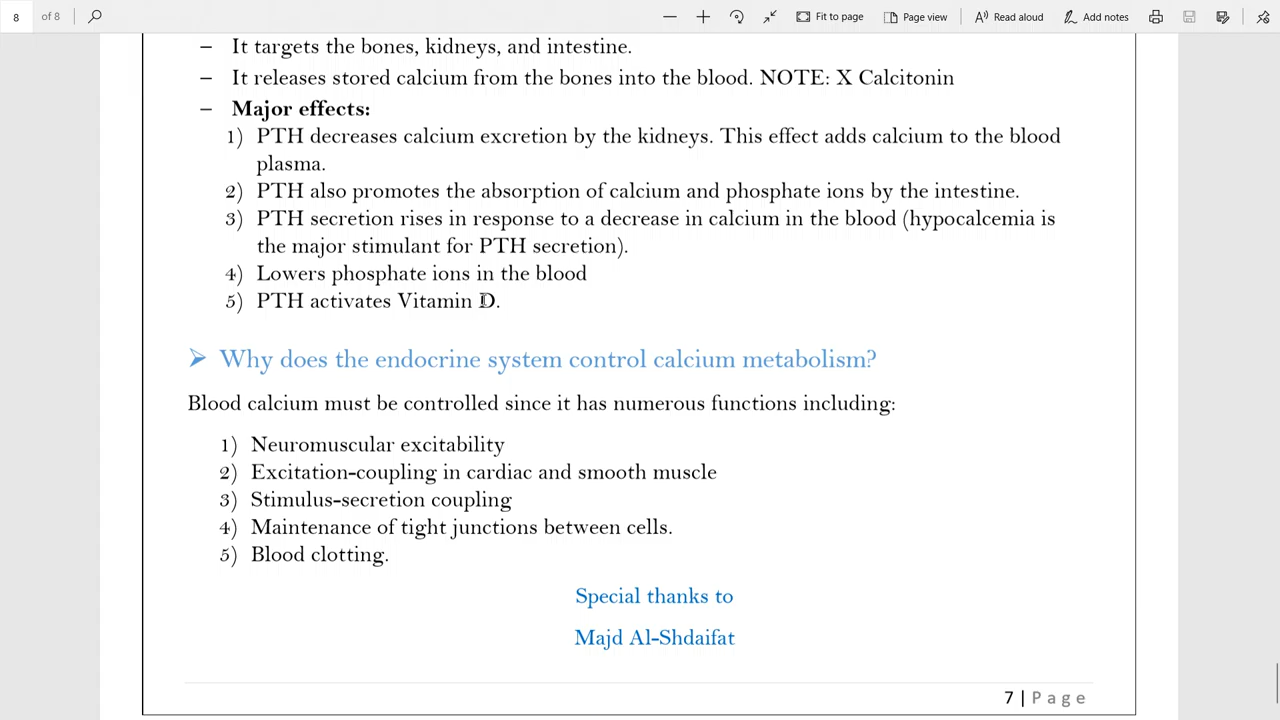 8 of 8 Fit to page Page view Read aloud Add notes
– It targets the bones, kidneys, and intestine.
– It releases stored calcium from the bones into the blood. NOTE: X Calcitonin
– Major effects:
1) PTH decreases calcium excretion by the kidneys. This effect adds calcium to the blood
plasma.
2) PTH also promotes the absorption of calcium and phosphate ions by the intestine.
3) PTH secretion rises in response to a decrease in calcium in the blood (hypocalcemia is
the major stimulant for PTH secretion).
4) Lowers phosphate ions in the blood
5) PTH activates Vitamin D.
➢ Why does the endocrine system control calcium metabolism?
Blood calcium must be controlled since it has numerous functions including:
1) Neuromuscular excitability
2) Excitation-coupling in cardiac and smooth muscle
3) Stimulus-secretion coupling
4) Maintenance of tight junctions between cells.
5) Blood clotting.
Special thanks to
Majd Al-Shdaifat
7 | Page